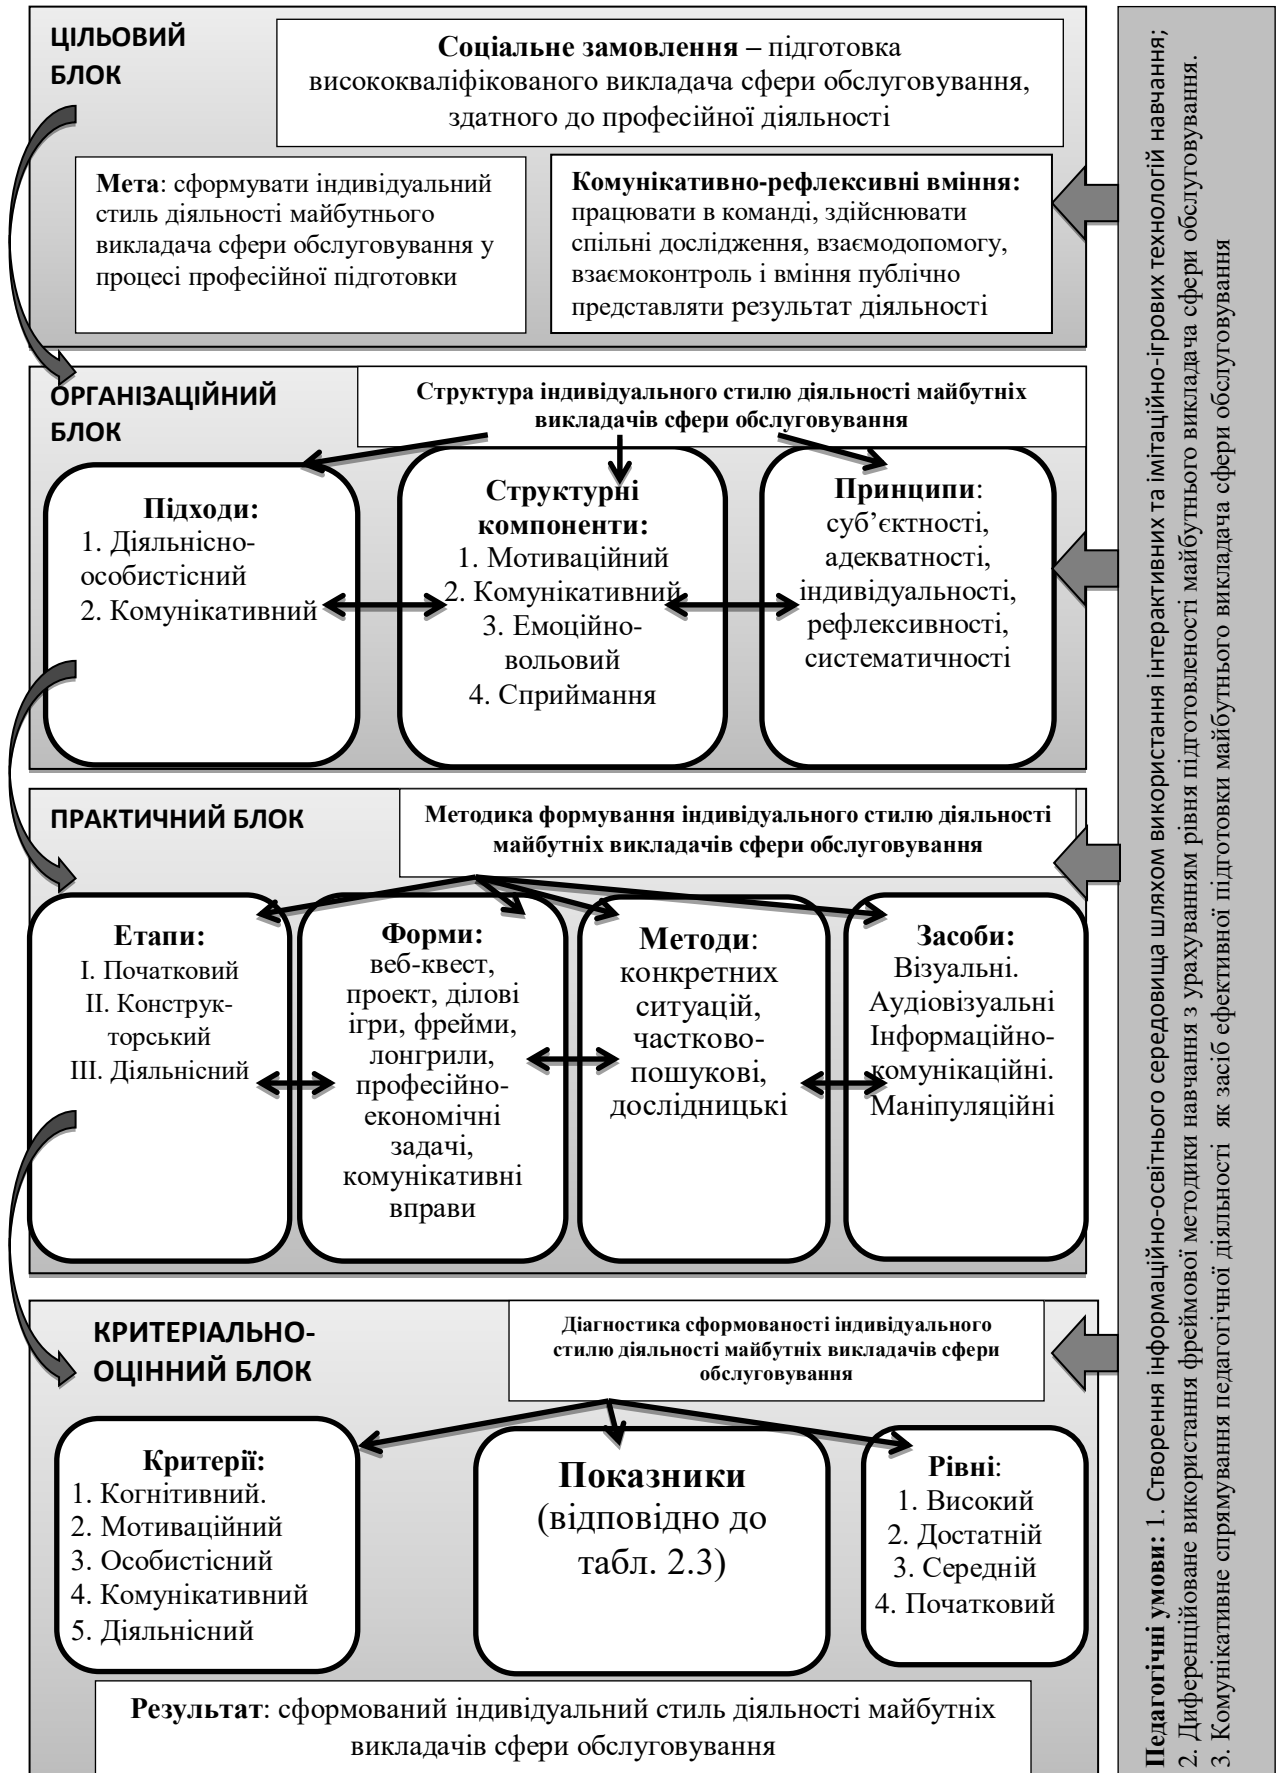 ЦІЛЬОВИЙ
БЛОК
Соціальне замовлення – підготовка
висококваліфікованого викладача сфери обслуговування,
здатного до професійної діяльності
Мета: сформувати індивідуальний
стиль діяльності майбутнього
викладача сфери обслуговування у
процесі професійної підготовки
Комунікативно-рефлексивні вміння:
працювати в команді, здійснювати
спільні дослідження, взаємодопомогу,
взаємоконтроль і вміння публічно
представляти результат діяльності
ОРГАНІЗАЦІЙНИЙ
БЛОК
Структура індивідуального стилю діяльності майбутніх
викладачів сфери обслуговування
Підходи:
1. Діяльнісно-
особистісний
2. Комунікативний
Структурні
компоненти:
1. Мотиваційний
2. Комунікативний
3. Емоційно-
вольовий
4. Сприймання
Принципи:
суб’єктності,
адекватності,
індивідуальності,
рефлексивності,
систематичності
ПРАКТИЧНИЙ БЛОК
Методика формування індивідуального стилю діяльності
майбутніх викладачів сфери обслуговування
Етапи:
І. Початковий
ІІ. Конструк-
торський
ІІІ. Діяльнісний
Форми:
веб-квест,
проект, ділові
ігри, фрейми,
лонгрили,
професійно-
економічні
задачі,
комунікативні
вправи
Методи:
конкретних
ситуацій,
частково-
пошукові,
дослідницькі
Засоби:
Візуальні.
Аудіовізуальні
Інформаційно-
комунікаційні.
Маніпуляційні
КРИТЕРІАЛЬНО-
ОЦІННИЙ БЛОК
Діагностика сформованості індивідуального
стилю діяльності майбутніх викладачів сфери
обслуговування
Критерії:
1. Когнітивний.
2. Мотиваційний
3. Особистісний
4. Комунікативний
5. Діяльнісний
Показники
(відповідно до
табл. 2.3)
Рівні:
1. Високий
2. Достатній
3. Середній
4. Початковий
Результат: сформований індивідуальний стиль діяльності майбутніх
викладачів сфери обслуговування
Педагогічні умови: 1. Створення інформаційно-освітнього середовища шляхом використання інтерактивних та імітаційно-ігрових технологій навчання;
2. Диференційоване використання фреймової методики навчання з урахуванням рівня підготовленості майбутнього викладача сфери обслуговування.
3. Комунікативне спрямування педагогічної діяльності як засіб ефективної підготовки майбутнього викладача сфери обслуговування